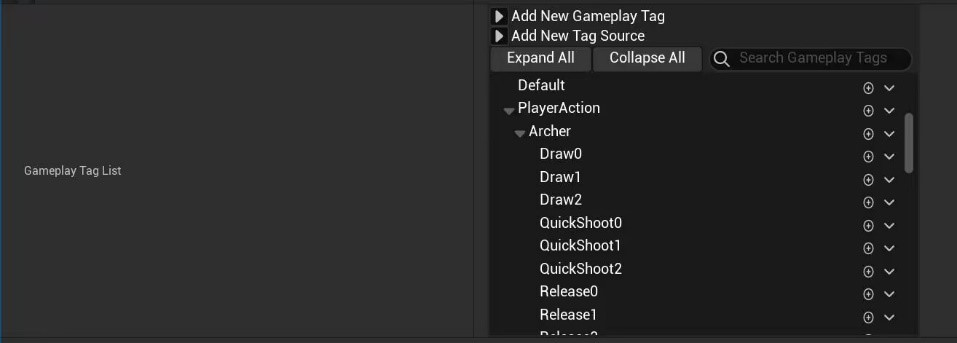 Add New Gameplay Tag
Add New Tag Source
Expand All Collapse All Search Gameplay Tags
Default
PlayerAction
Archer
Draw0
Draw1
Gameplay Tag List
Draw2
QuickShoot0
QuickShoot1
QuickShoot2
Release0
Release1